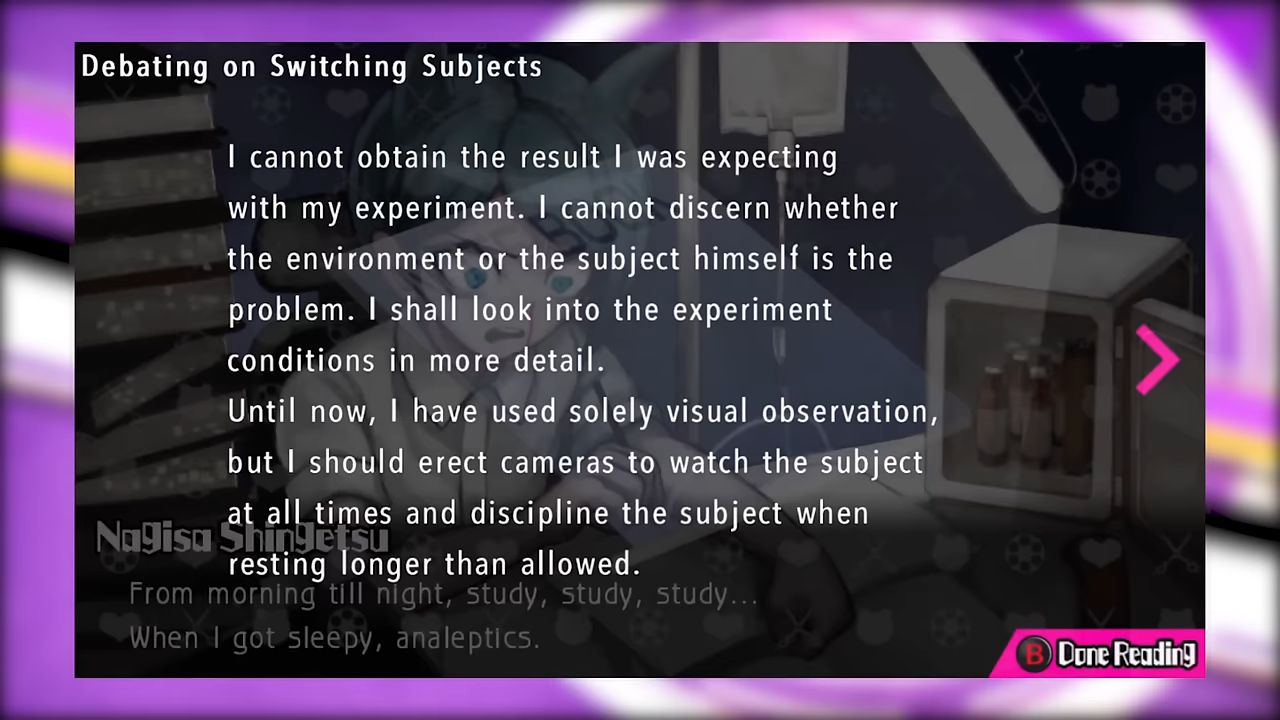 Debating on Switching Subjects
I cannot obtain the result I was expecting
with my experiment. I cannot discern whether
the environment or the subject himself is the
problem. I shall look into the experiment
conditions in more detail.
Until now, I have used solely visual observation,
but I should erect cameras to watch the subject
at all times and discipline the subject when
resting longer than allowed.
Nagisa Shingetsu
From morning till night, study, study, study...
When I got sleepy, analeptics.
B Done Reading